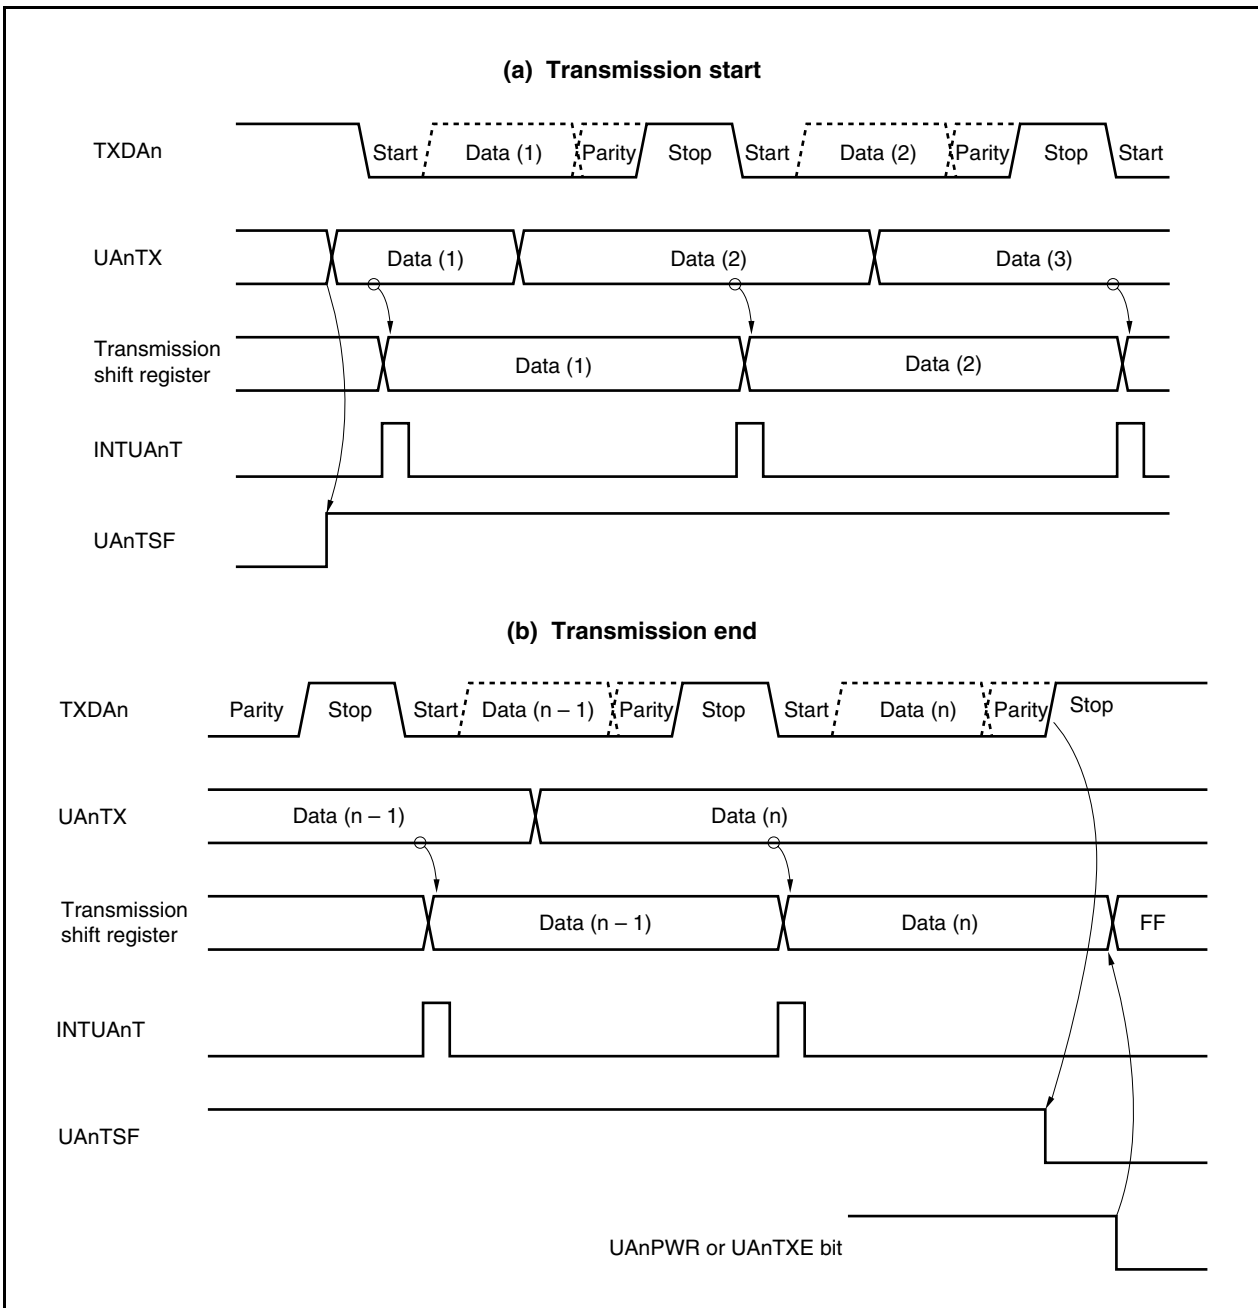 (a) Transmission start
TXDAn
Start Data (1) Parity Stop Start Data (2) Parity Stop Start
UAnTX
Data (1) Data (2) Data (3)
Transmission
shift register
Data (1) Data (2)
INTUAnT
UAnTSF
(b) Transmission end
TXDAn
Parity Stop Start Data (n – 1) Parity Stop Start Data (n) Parity Stop
UAnTX
Data (n – 1) Data (n)
Transmission
shift register
Data (n – 1) Data (n) FF
INTUAnT
UAnTSF
UAnPWR or UAnTXE bit